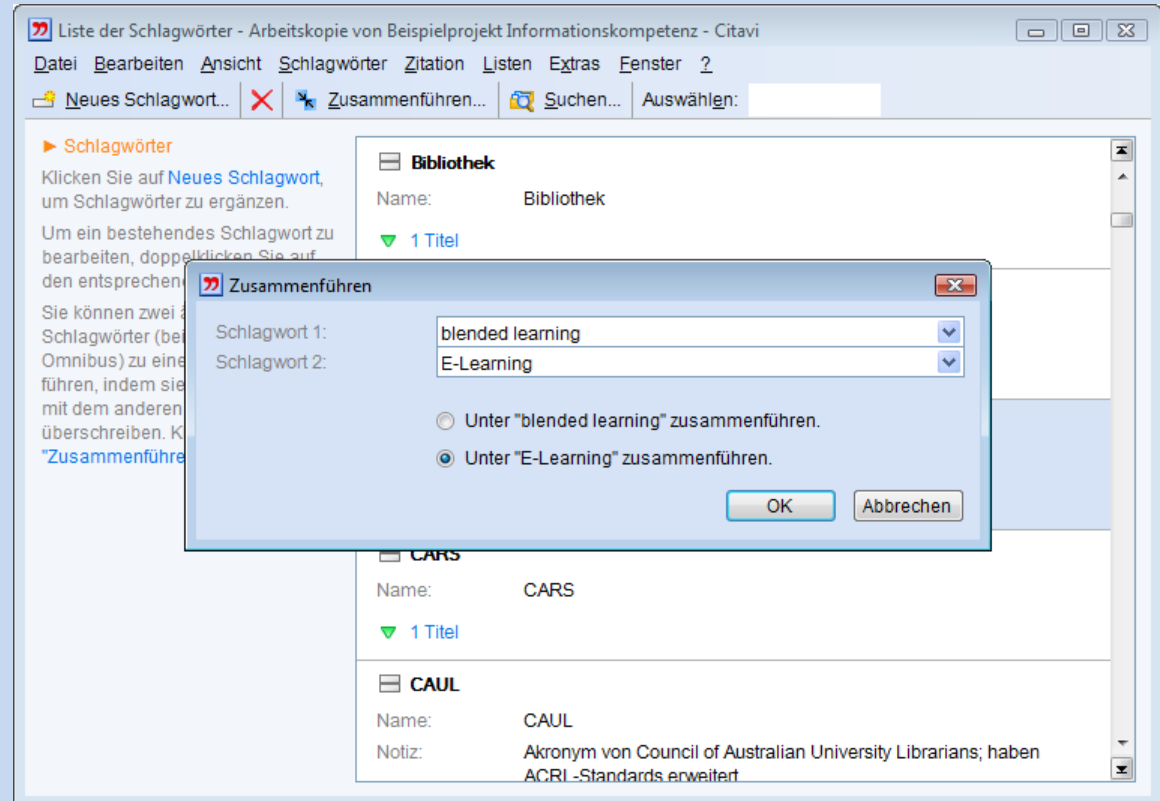 Liste der Schlagwörter - Arbeitskopie von Beispielprojekt Informationskompetenz - Citavi
Datei Bearbeiten Ansicht Schlagwörter Zitation Listen Extras Fenster ?
Neues Schlagwort... Zusammenführen... Suchen... Auswählen:
Schlagwörter
Klicken Sie auf Neues Schlagwort,
um Schlagwörter zu ergänzen.
Um ein bestehendes Schlagwort zu
bearbeiten, doppelklicken Sie auf
den entsprechen
Sie können zwei
Schlagwörter (bei
Omnibus) zu eine
führen, indem sie
mit dem anderen
überschreiben. K
"Zusammenführe
Bibliothek
Name: Bibliothek
1 Titel
Zusammenführen
Schlagwort 1: blended learning
Schlagwort 2: E-Learning
Unter "blended learning" zusammenführen.
Unter "E-Learning" zusammenführen.
OK Abbrechen
CARS
Name: CARS
1 Titel
CAUL
Name: CAUL
Notiz: Akronym von Council of Australian University Librarians; haben
ACRL-Standards erweitert